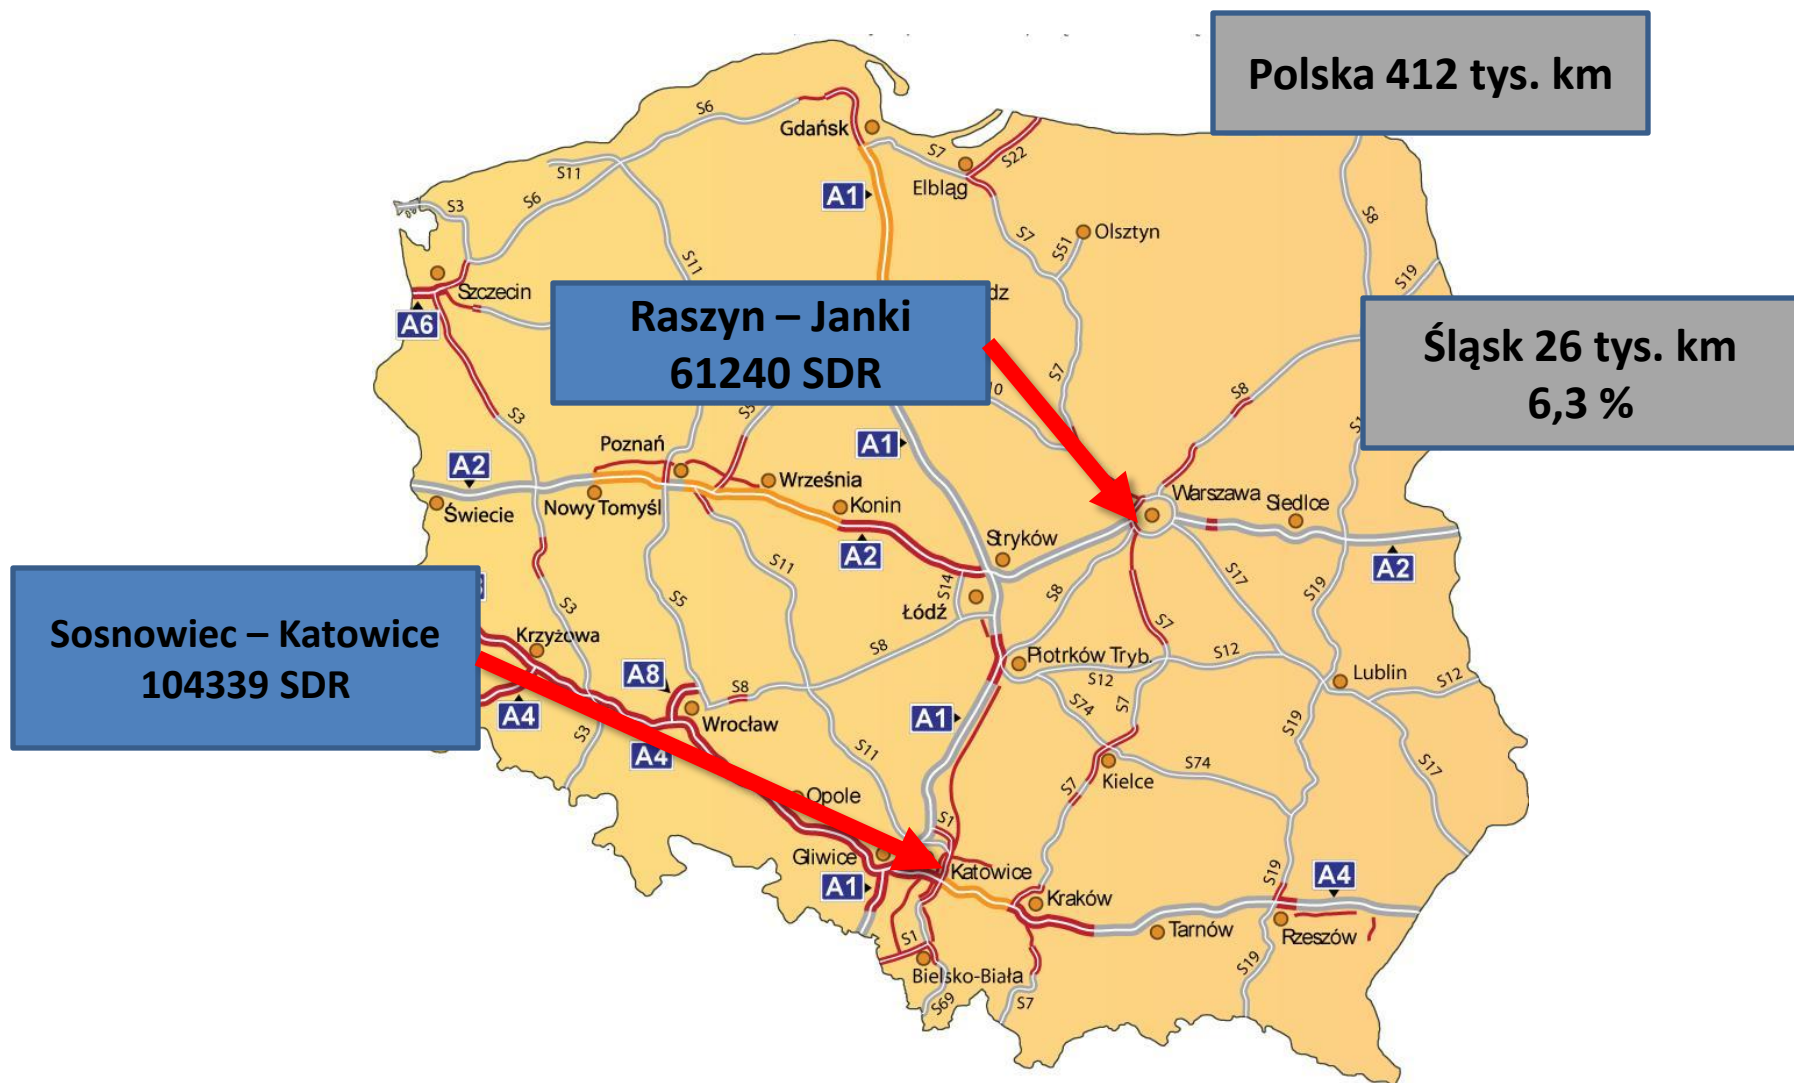 Polska 412 tys. km
S6
Gdańsk
S7
S22
S11
Elbląg
A1
S6
S3
S8
S7
Olsztyn
S51
S11
S19
Szczecin
dz
A6
Raszyn – Janki
61240 SDR
Śląsk 26 tys. km
6,3 %
S7
10
S8
S3
S5
Poznań
A1
A2
Września
Warszawa
Siedlce
Nowy Tomyśl
Konin
Świecie
Stryków
A2
S11
A2
S17
S14
S8
S19
Łódź
S3
S5
Sosnowiec – Katowice
104339 SDR
Krzyżowa
S7
S8
S12
Piotrków Tryb.
Lublin
S12
A8
S8
S12
S7
S74
A4
Wrocław
A1
S19
S3
A4
S11
S74
S17
Kielce
S7
Opole
S1
Gliwice
Katowice
A1
S19
A4
Kraków
S1
Tarnów
Rzeszów
S19
Bielsko-Biała
S69
S7